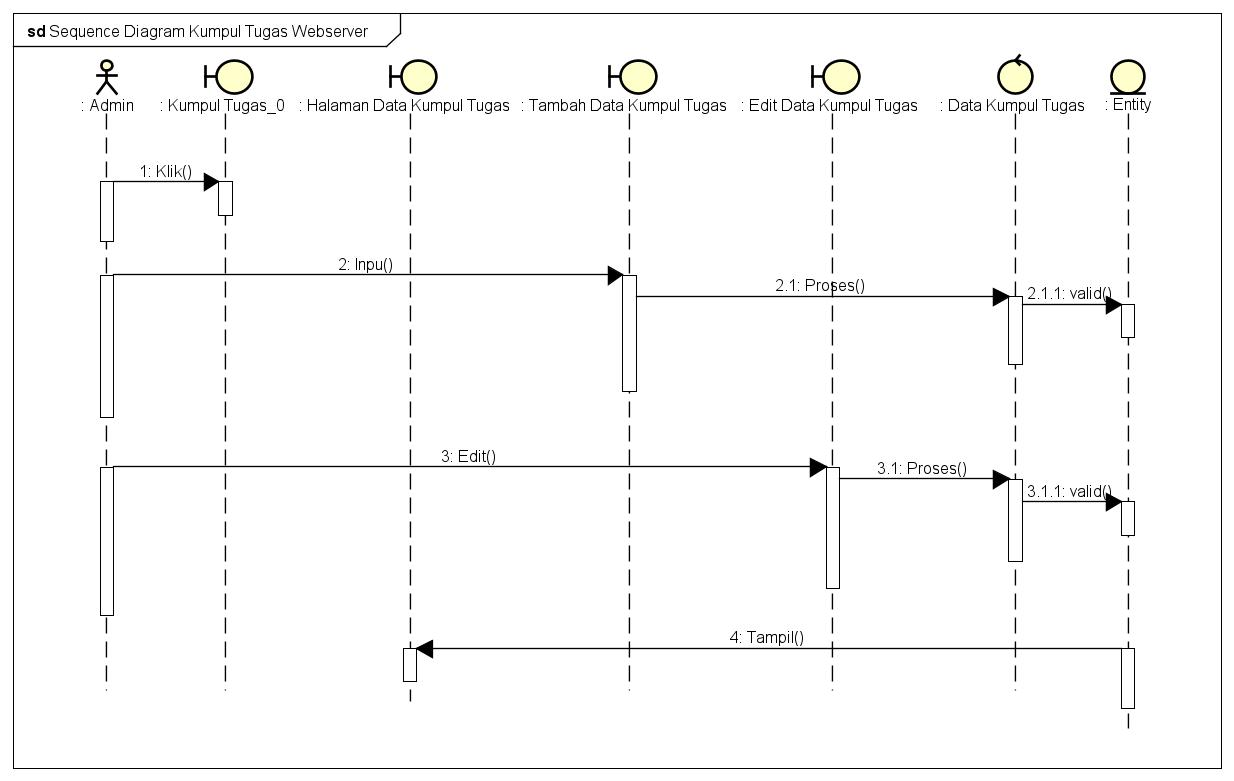 sd Sequence Diagram Kumpul Tugas Webserver
: Admin
: Kumpul Tugas_0
: Halaman Data Kumpul Tugas
: Tambah Data Kumpul Tugas
: Edit Data Kumpul Tugas
: Data Kumpul Tugas
: Entity
1: Klik()
2: Inpu()
2.1: Proses()
2.1.1: valid()
3: Edit()
3.1: Proses()
3.1.1: valid()
4: Tampil()